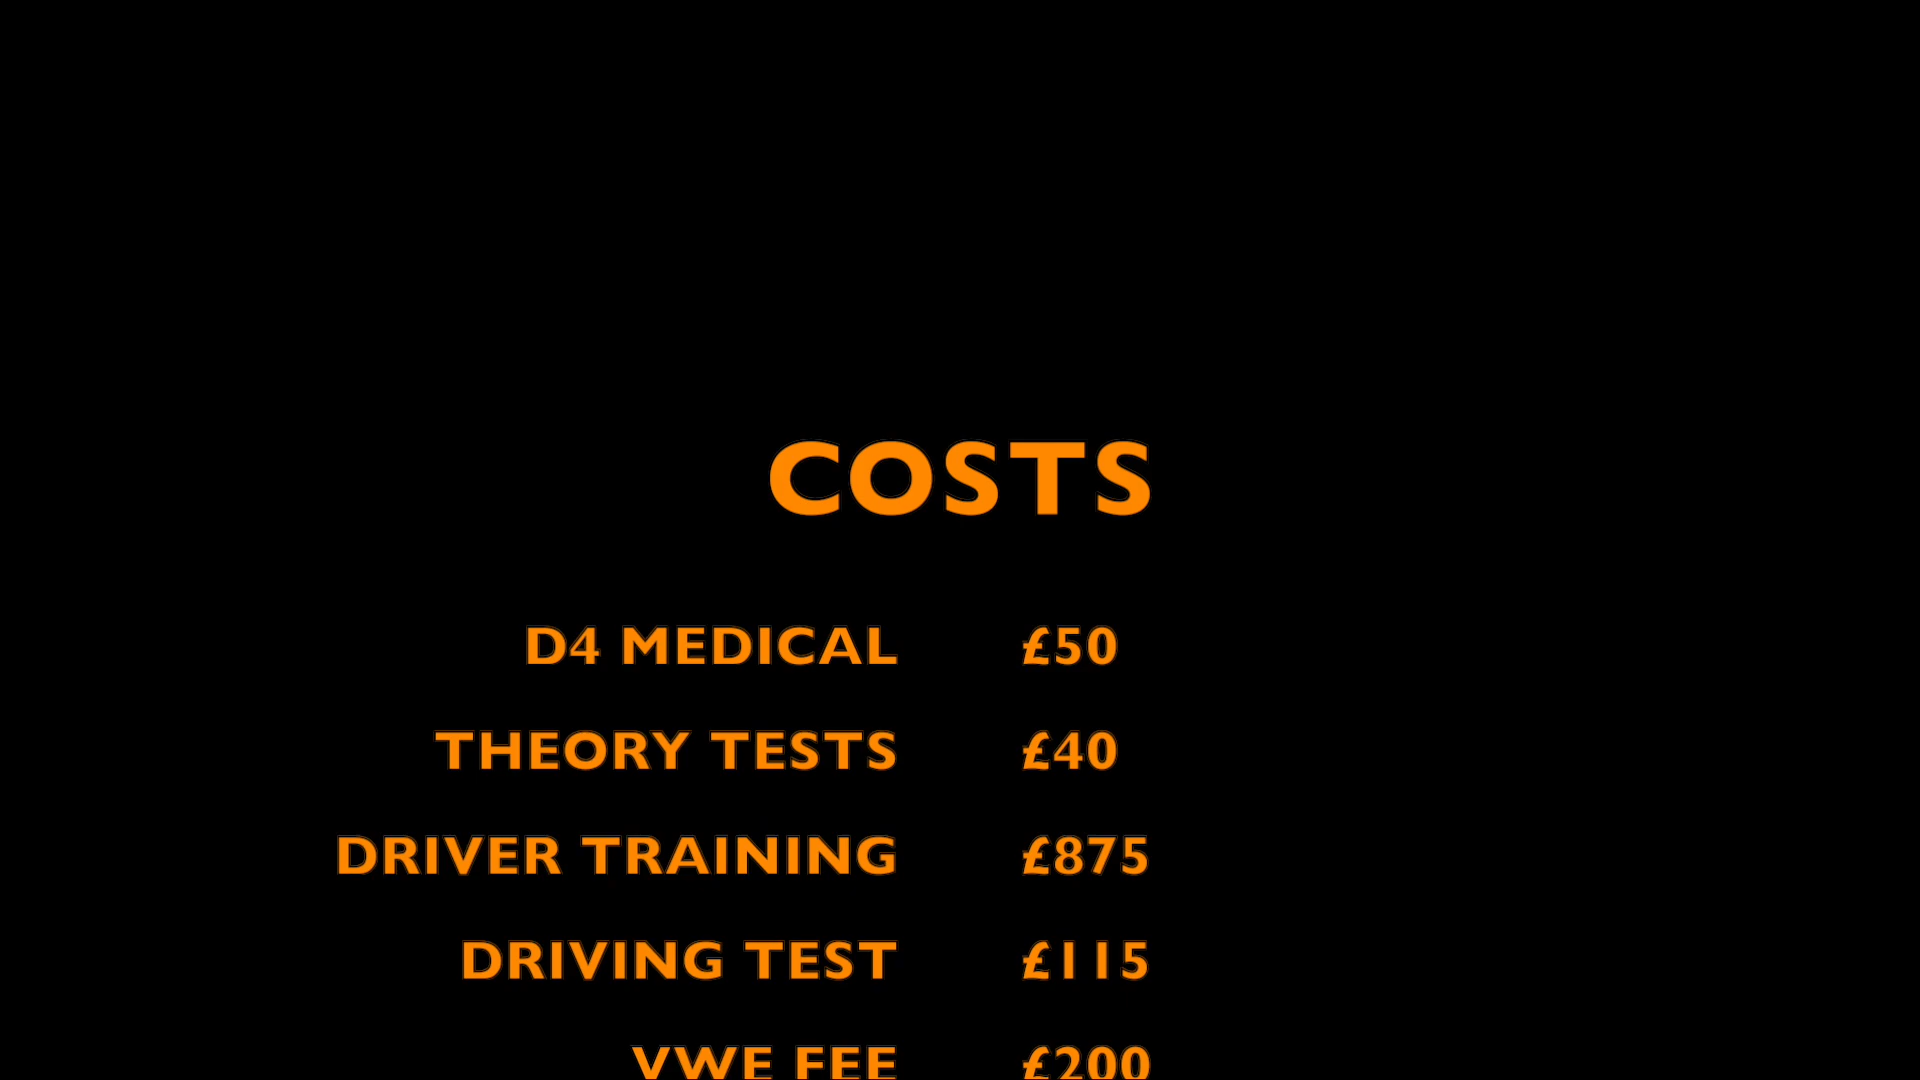 COSTS
D4 MEDICAL £50
THEORY TESTS £40
DRIVER TRAINING £875
DRIVING TEST £115
VWE FEE £200